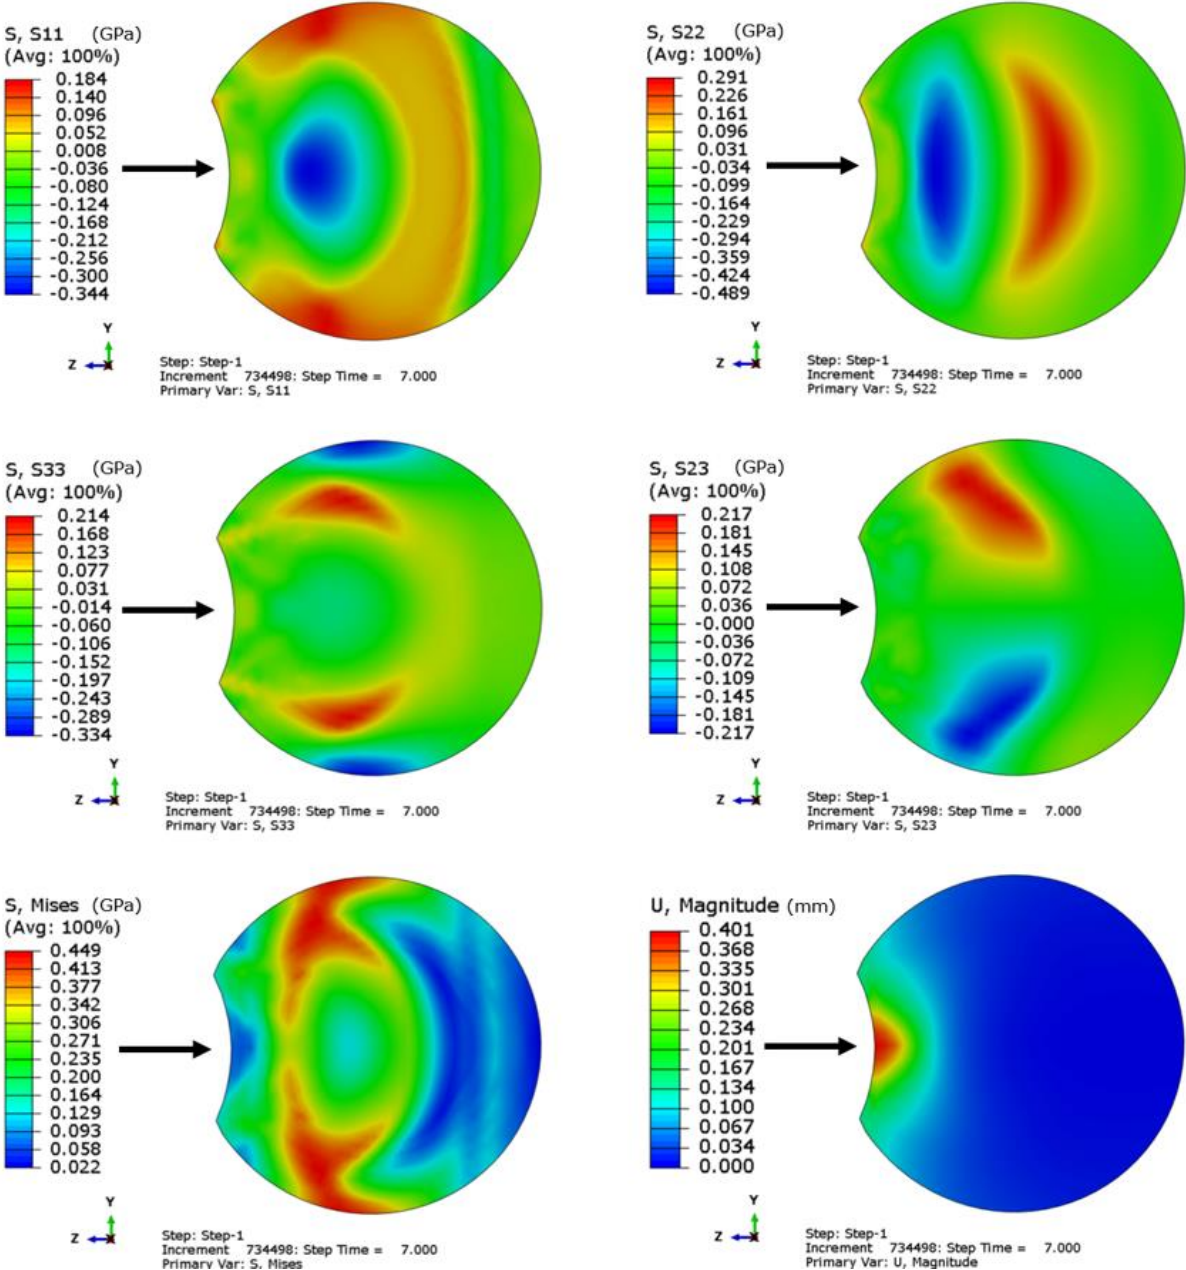 S, S11 (GPa)
(Avg: 100%)
0.184
0.140
0.096
0.052
0.008
-0.036
-0.080
-0.124
-0.168
-0.212
-0.256
-0.300
-0.344
Y
Z
X
Step: Step-1
Increment 734498: Step Time = 7.000
Primary Var: S, S11
S, S22 (GPa)
(Avg: 100%)
0.291
0.226
0.161
0.096
0.031
-0.034
-0.099
-0.164
-0.229
-0.294
-0.359
-0.424
-0.489
Y
Z
X
Step: Step-1
Increment 734498: Step Time = 7.000
Primary Var: S, S22
S, S33 (GPa)
(Avg: 100%)
0.214
0.168
0.123
0.077
0.031
-0.014
-0.060
-0.106
-0.152
-0.197
-0.243
-0.289
-0.334
Y
Z
X
Step: Step-1
Increment 734498: Step Time = 7.000
Primary Var: S, S33
S, S23 (GPa)
(Avg: 100%)
0.217
0.181
0.145
0.108
0.072
0.036
-0.000
-0.036
-0.072
-0.109
-0.145
-0.181
-0.217
Y
Z
X
Step: Step-1
Increment 734498: Step Time = 7.000
Primary Var: S, S23
S, Mises (GPa)
(Avg: 100%)
0.449
0.413
0.377
0.342
0.306
0.271
0.235
0.200
0.164
0.129
0.093
0.058
0.022
Y
Z
X
Step: Step-1
Increment 734498: Step Time = 7.000
Primary Var: S, Mises
U, Magnitude (mm)
0.401
0.368
0.335
0.301
0.268
0.234
0.201
0.167
0.134
0.100
0.067
0.034
0.000
Y
Z
X
Step: Step-1
Increment 734498: Step Time = 7.000
Primary Var: U, Magnitude